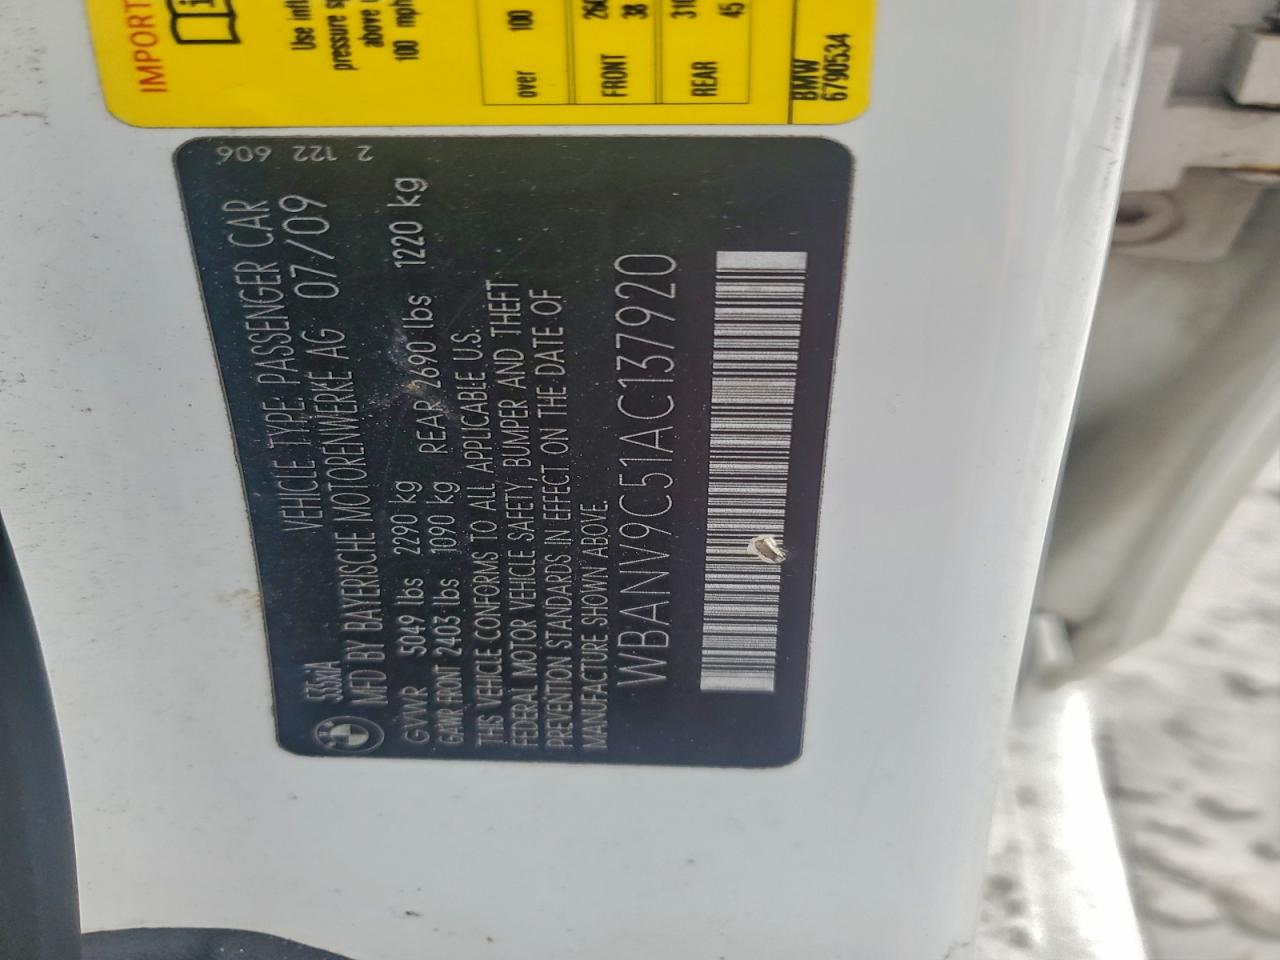 IMPORT
Use infl
pressure sp
above
100 mph
over 100
FRONT 38
REAR 45
BMW
6790534
2 122 606
535xiA VEHICLE TYPE: PASSENGER CAR
MFD BY BAYERISCHE MOTORENWERKE AG 07/09
GVWR 5049 lbs 2290 kg
GAWR FRONT 2403 lbs 1090 kg REAR 2690 lbs 1220 kg
THIS VEHICLE CONFORMS TO ALL APPLICABLE U.S.
FEDERAL MOTOR VEHICLE SAFETY, BUMPER AND THEFT
PREVENTION STANDARDS IN EFFECT ON THE DATE OF
MANUFACTURE SHOWN ABOVE.
WBANV9C51AC137920